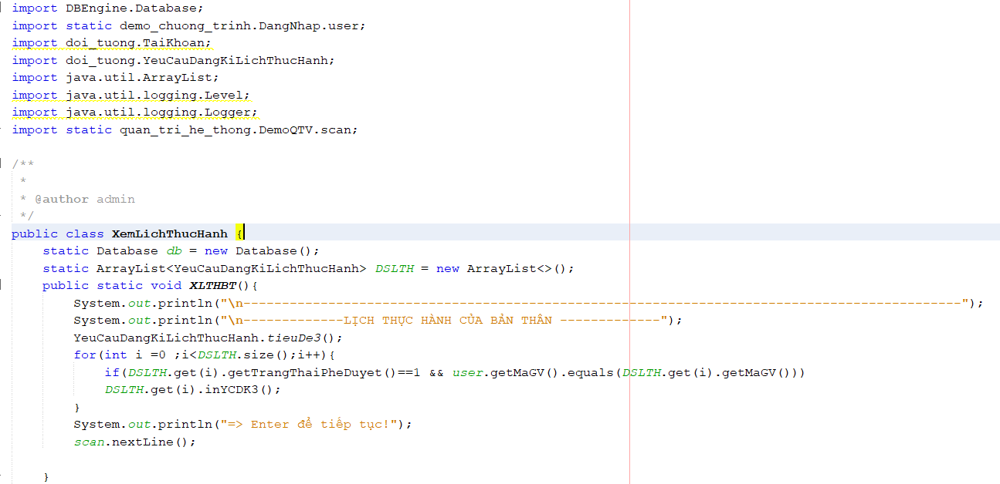 import DBEngine.Database;
import static demo_chuong_trinh.DangNhap.user;
import doi_tuong.TaiKhoan;
import doi_tuong.YeuCauDangKiLichThucHanh;
import java.util.ArrayList;
import java.util.logging.Level;
import java.util.logging.Logger;
import static quan_tri_he_thong.DemoQTV.scan;
/**
 *
 * @author admin
 */
public class XemLichThucHanh {
    static Database db = new Database();
    static ArrayList<YeuCauDangKiLichThucHanh> DSLTH = new ArrayList<>();
    public static void XLTHBT(){
        System.out.println("\n---------------------------------------------------------------------------------------------");
        System.out.println("\n-------------LỊCH THỰC HÀNH CỦA BẢN THÂN -------------");
        YeuCauDangKiLichThucHanh.tieuDe3();
        for(int i =0 ;i<DSLTH.size();i++){
            if(DSLTH.get(i).getTrangThaiPheDuyet()==1 && user.getMaGV().equals(DSLTH.get(i).getMaGV()))
            DSLTH.get(i).inYCDK3();
        }
        System.out.println("=> Enter để tiếp tục!");
        scan.nextLine();
    }